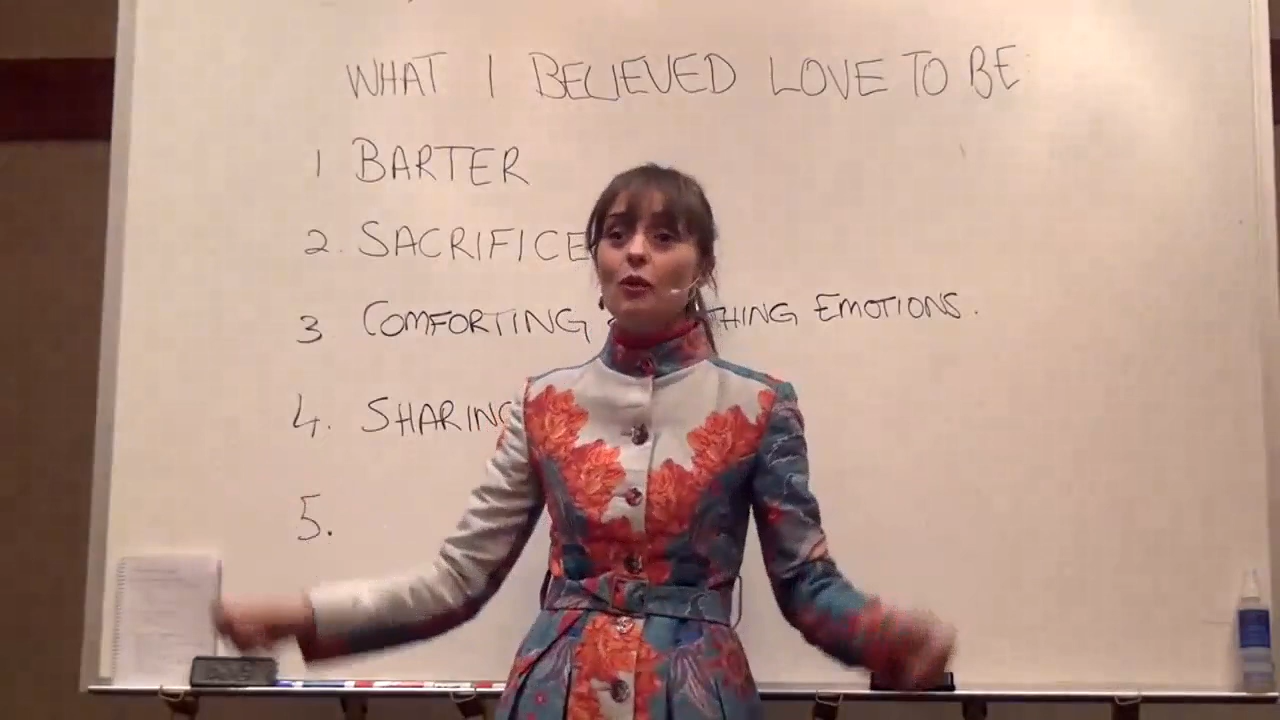 WHAT I BELIEVED LOVE TO BE
1 BARTER
2. SACRIFICE
3 COMFORTING THING EMOTIONS.
4. SHARING
5.